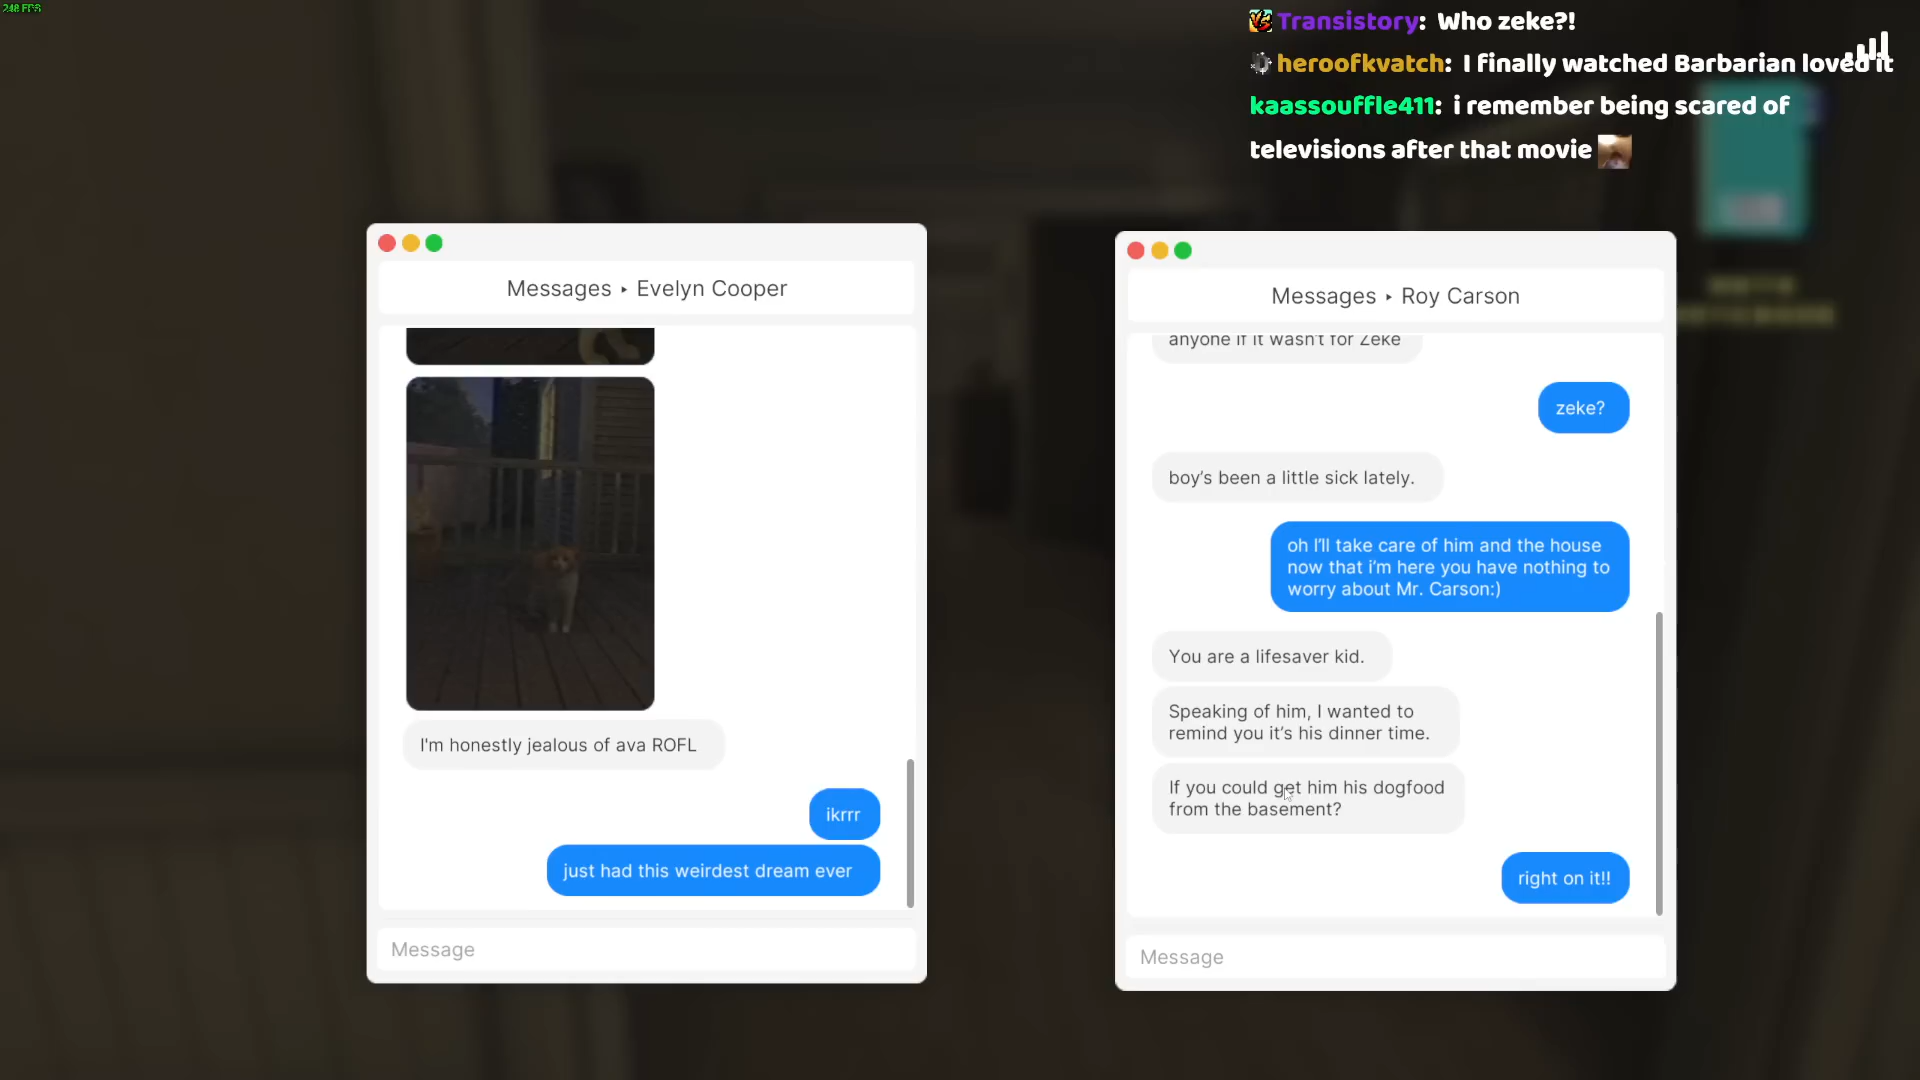 248 FPS
Transistory: Who zeke?!
heroofkvatch: I finally watched Barbarian loved it
kaassouffle411: i remember being scared of
televisions after that movie
Messages ‣ Evelyn Cooper
I'm honestly jealous of ava ROFL
ikrrr
just had this weirdest dream ever
Message
Messages ‣ Roy Carson
anyone if it wasn't for Zeke
zeke?
boy's been a little sick lately.
oh I'll take care of him and the house
now that i'm here you have nothing to
worry about Mr. Carson:)
You are a lifesaver kid.
Speaking of him, I wanted to
remind you it's his dinner time.
If you could get him his dogfood
from the basement?
right on it!!
Message